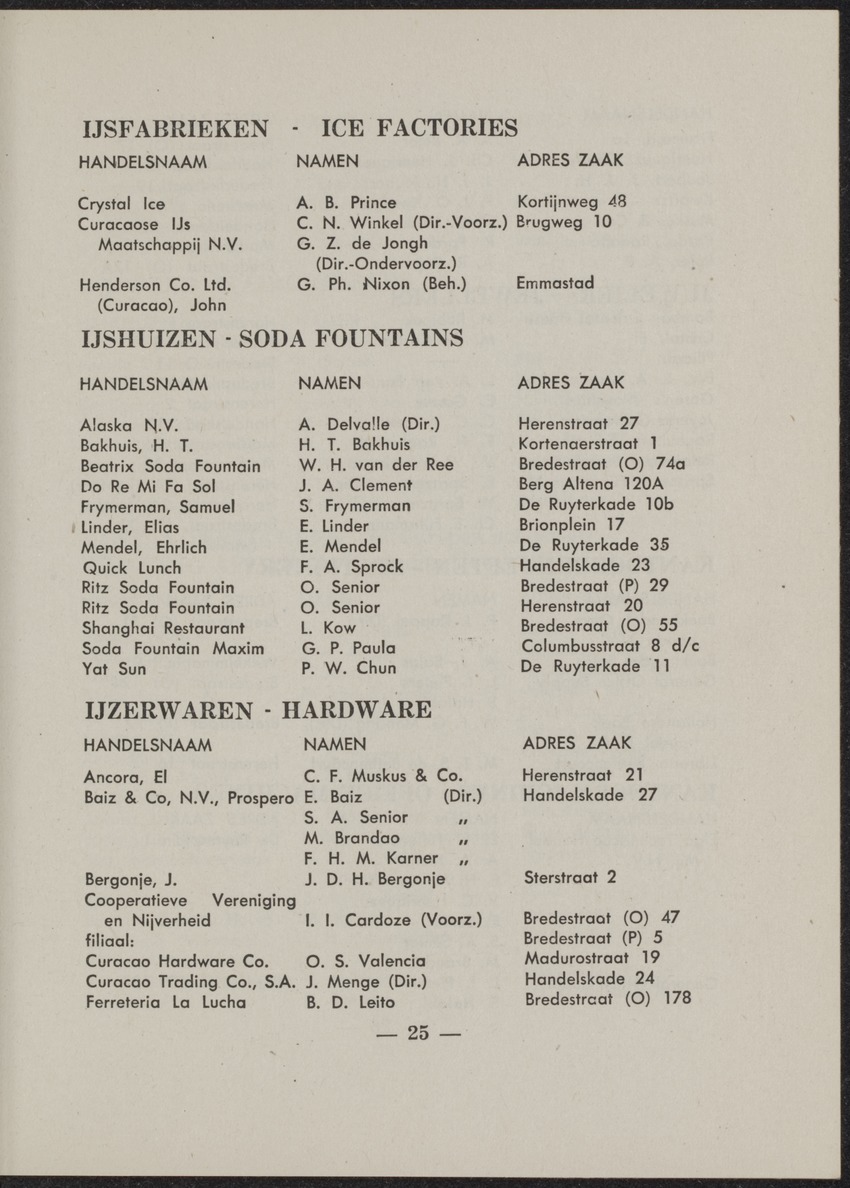 IJSFABRIEKEN - ICE FACTORIES
HANDELSNAAM NAMEN ADRES ZAAK
Crystal Ice A. B. Prince Kortijnweg 48
Curacaose IJs C. N. Winkel (Dir.-Voorz.) Brugweg 10
Maatschappij N.V. G. Z. de Jongh
(Dir.-Ondervoorz.)
Henderson Co. Ltd. G. Ph. Nixon (Beh.) Emmastad
(Curacao), John
IJSHUIZEN - SODA FOUNTAINS
HANDELSNAAM NAMEN ADRES ZAAK
Alaska N.V. A. Delvalle (Dir.) Herenstraat 27
Bakhuis, H. T. H. T. Bakhuis Kortenaerstraat 1
Beatrix Soda Fountain W. H. van der Ree Bredestraat (O) 74a
Do Re Mi Fa Sol J. A. Clement Berg Altena 120A
Frymerman, Samuel S. Frymerman De Ruyterkade 10b
Linder, Elias E. Linder Brionplein 17
Mendel, Ehrlich E. Mendel De Ruyterkade 35
Quick Lunch F. A. Sprock Handelskade 23
Ritz Soda Fountain O. Senior Bredestraat (P) 29
Ritz Soda Fountain O. Senior Herenstraat 20
Shanghai Restaurant L. Kow Bredestraat (O) 55
Soda Fountain Maxim G. P. Paula Columbusstraat 8 d/c
Yat Sun P. W. Chun De Ruyterkade 11
IJZERWAREN - HARDWARE
HANDELSNAAM NAMEN ADRES ZAAK
Ancora, El C. F. Muskus & Co. Herenstraat 21
Baiz & Co, N.V., Prospero E. Baiz (Dir.) Handelskade 27
S. A. Senior „
M. Brandao „
F. H. M. Karner „
Bergonje, J. J. D. H. Bergonje Sterstraat 2
Cooperatieve Vereniging
en Nijverheid I. I. Cardoze (Voorz.) Bredestraat (O) 47
filiaal: Bredestraat (P) 5
Curacao Hardware Co. O. S. Valencia Madurostraat 19
Curacao Trading Co., S.A. J. Menge (Dir.) Handelskade 24
Ferreteria La Lucha B. D. Leito Bredestraat (O) 178
— 25 —